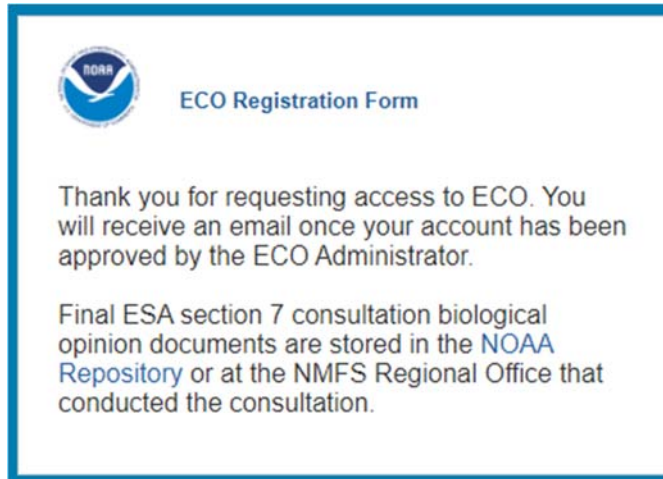 NOAA
ECO Registration Form
Thank you for requesting access to ECO. You
will receive an email once your account has been
approved by the ECO Administrator.
Final ESA section 7 consultation biological
opinion documents are stored in the NOAA
Repository or at the NMFS Regional Office that
conducted the consultation.